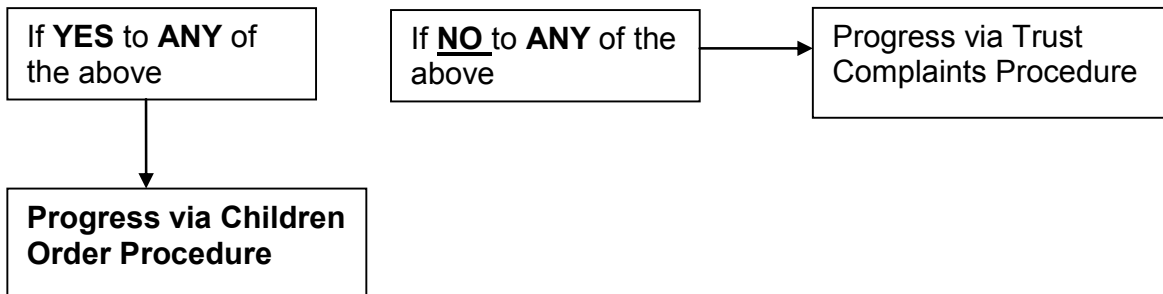 If YES to ANY of
the above
If NO to ANY of the
above
Progress via Trust
Complaints Procedure
Progress via Children
Order Procedure